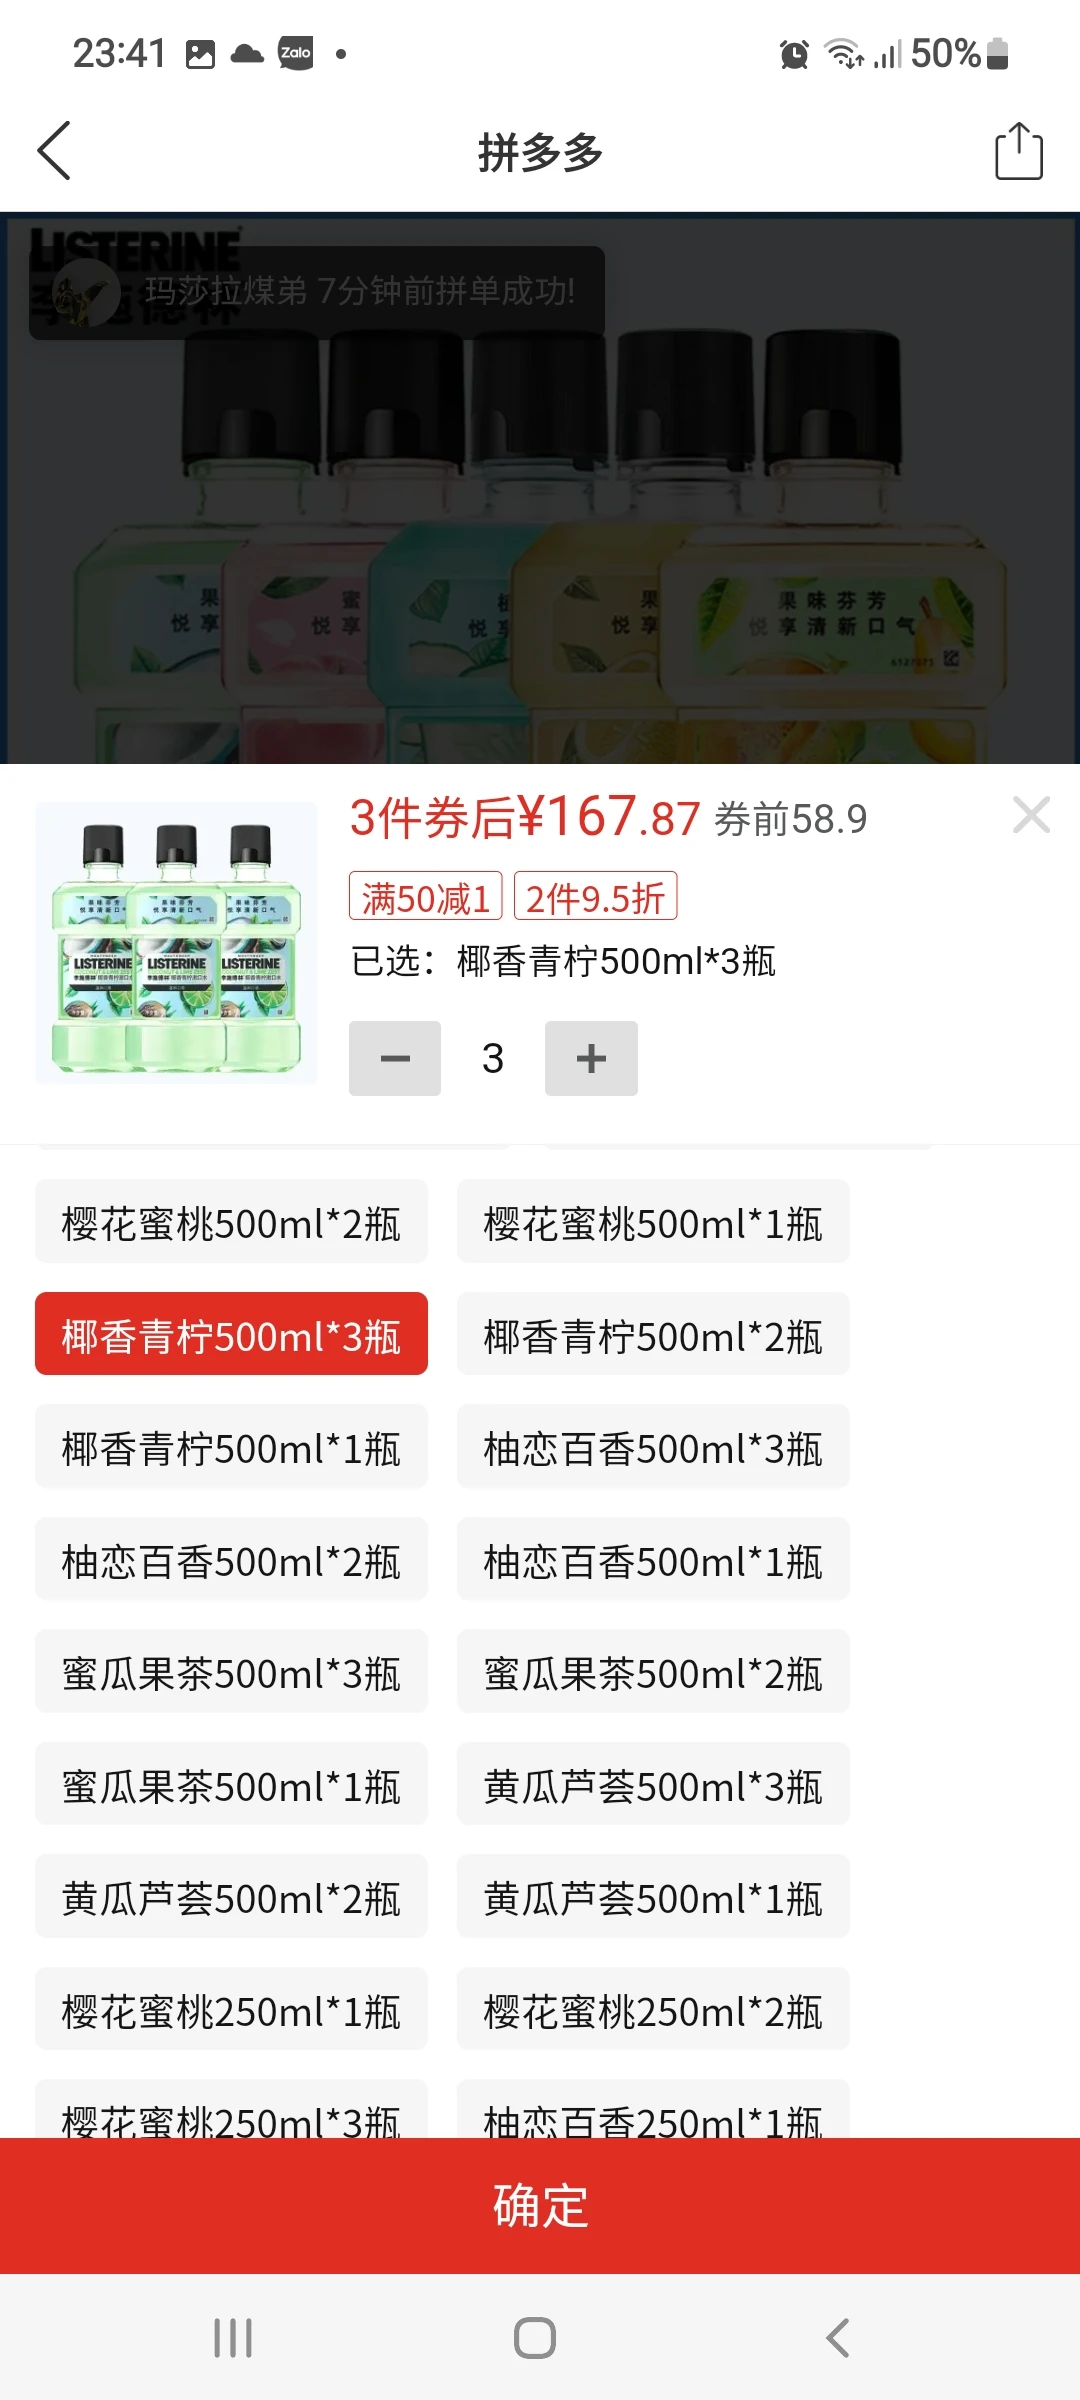 23:41 Zalo 50%
拼多多
LISTERINE
玛莎拉煤弟 7分钟前拼单成功!
果 蜜 果 果味芬芳
悦享 悦享 悦享 悦享清新口气
3件券后¥167.87 券前58.9
满50减1 2件9.5折
已选：椰香青柠500ml*3瓶
LISTERINE LISTERINE LISTERINE
3
樱花蜜桃500ml*2瓶 樱花蜜桃500ml*1瓶
椰香青柠500ml*3瓶 椰香青柠500ml*2瓶
椰香青柠500ml*1瓶 柚恋百香500ml*3瓶
柚恋百香500ml*2瓶 柚恋百香500ml*1瓶
蜜瓜果茶500ml*3瓶 蜜瓜果茶500ml*2瓶
蜜瓜果茶500ml*1瓶 黄瓜芦荟500ml*3瓶
黄瓜芦荟500ml*2瓶 黄瓜芦荟500ml*1瓶
樱花蜜桃250ml*1瓶 樱花蜜桃250ml*2瓶
樱花蜜桃250ml*3瓶 柚恋百香250ml*1瓶
确定